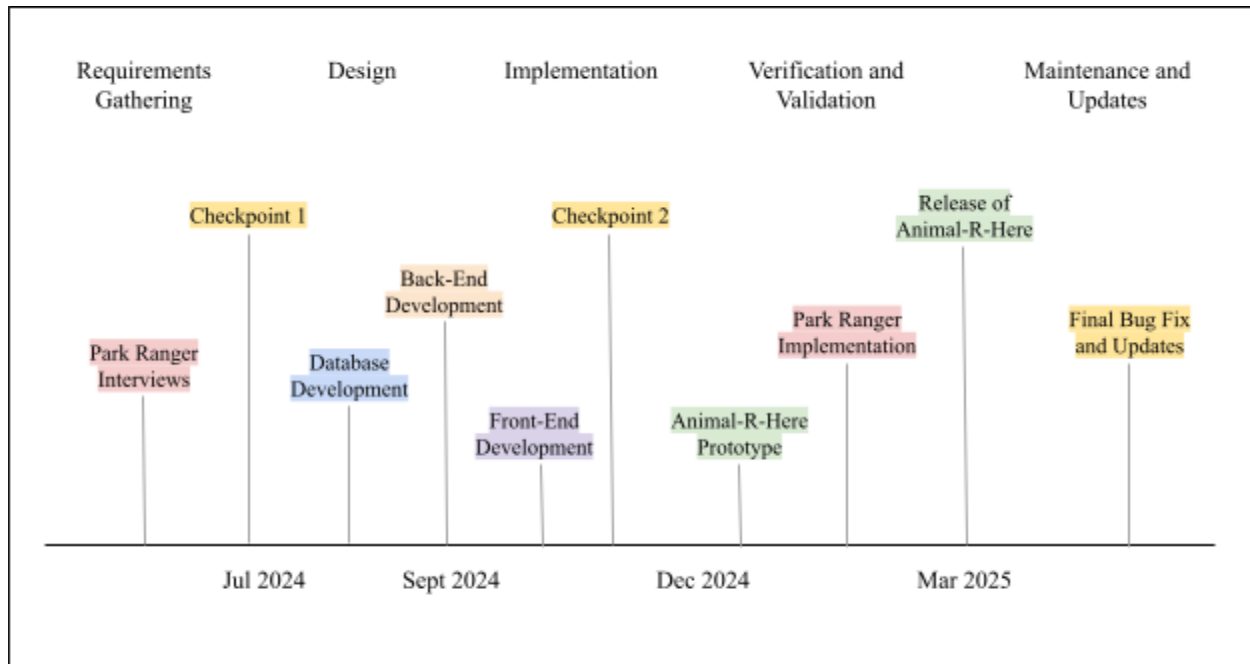 Requirements
Gathering
Design
Implementation
Verification and
Validation
Maintenance and
Updates
Checkpoint 1
Checkpoint 2
Release of
Animal-R-Here
Back-End
Development
Park Ranger
Implementation
Final Bug Fix
and Updates
Park Ranger
Interviews
Database
Development
Front-End
Development
Animal-R-Here
Prototype
Jul 2024
Sept 2024
Dec 2024
Mar 2025